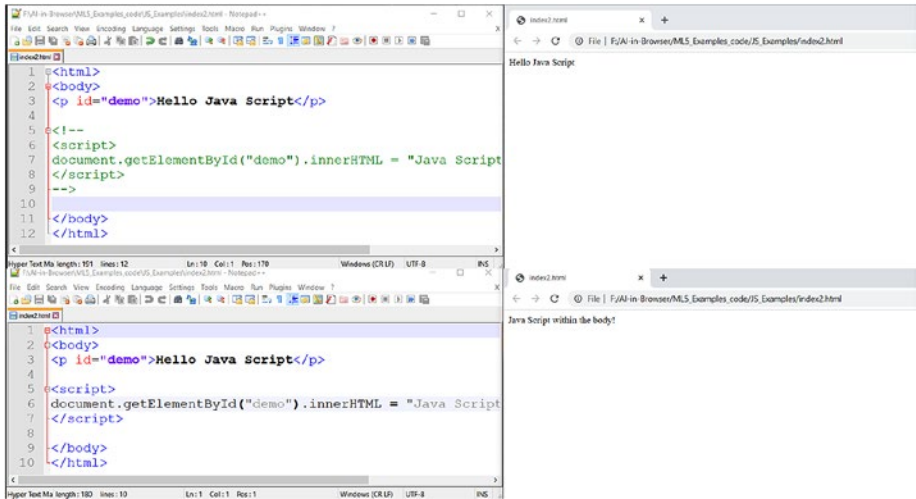 F:\AI-in-Browser\ML5_Examples_code\JS_Examples\index2.html - Notepad++
File Edit Search View Encoding Language Settings Tools Macro Run Plugins Window ?
index2.html
1 <html>
2 <body>
3 <p id="demo">Hello Java Script</p>
4
5 <!--
6 <script>
7 document.getElementById("demo").innerHTML = "Java Script
8 </script>
9 -->
10
11 </body>
12 </html>
Hyper Text Ma length : 191 lines : 12 Ln : 10 Col : 1 Pos : 170 Windows (CR LF) UTF-8 INS
index2.html
File | F:/AI-in-Browser/ML5_Examples_code/JS_Examples/index2.html
Hello Java Script
F:\AI-in-Browser\ML5_Examples_code\JS_Examples\index2.html - Notepad++
File Edit Search View Encoding Language Settings Tools Macro Run Plugins Window ?
index2.html
1 <html>
2 <body>
3 <p id="demo">Hello Java Script</p>
4
5 <script>
6 document.getElementById("demo").innerHTML = "Java Script
7 </script>
8
9 </body>
10 </html>
Hyper Text Ma length : 180 lines : 10 Ln : 1 Col : 1 Pos : 1 Windows (CR LF) UTF-8 INS
index2.html
File | F:/AI-in-Browser/ML5_Examples_code/JS_Examples/index2.html
Java Script within the body!